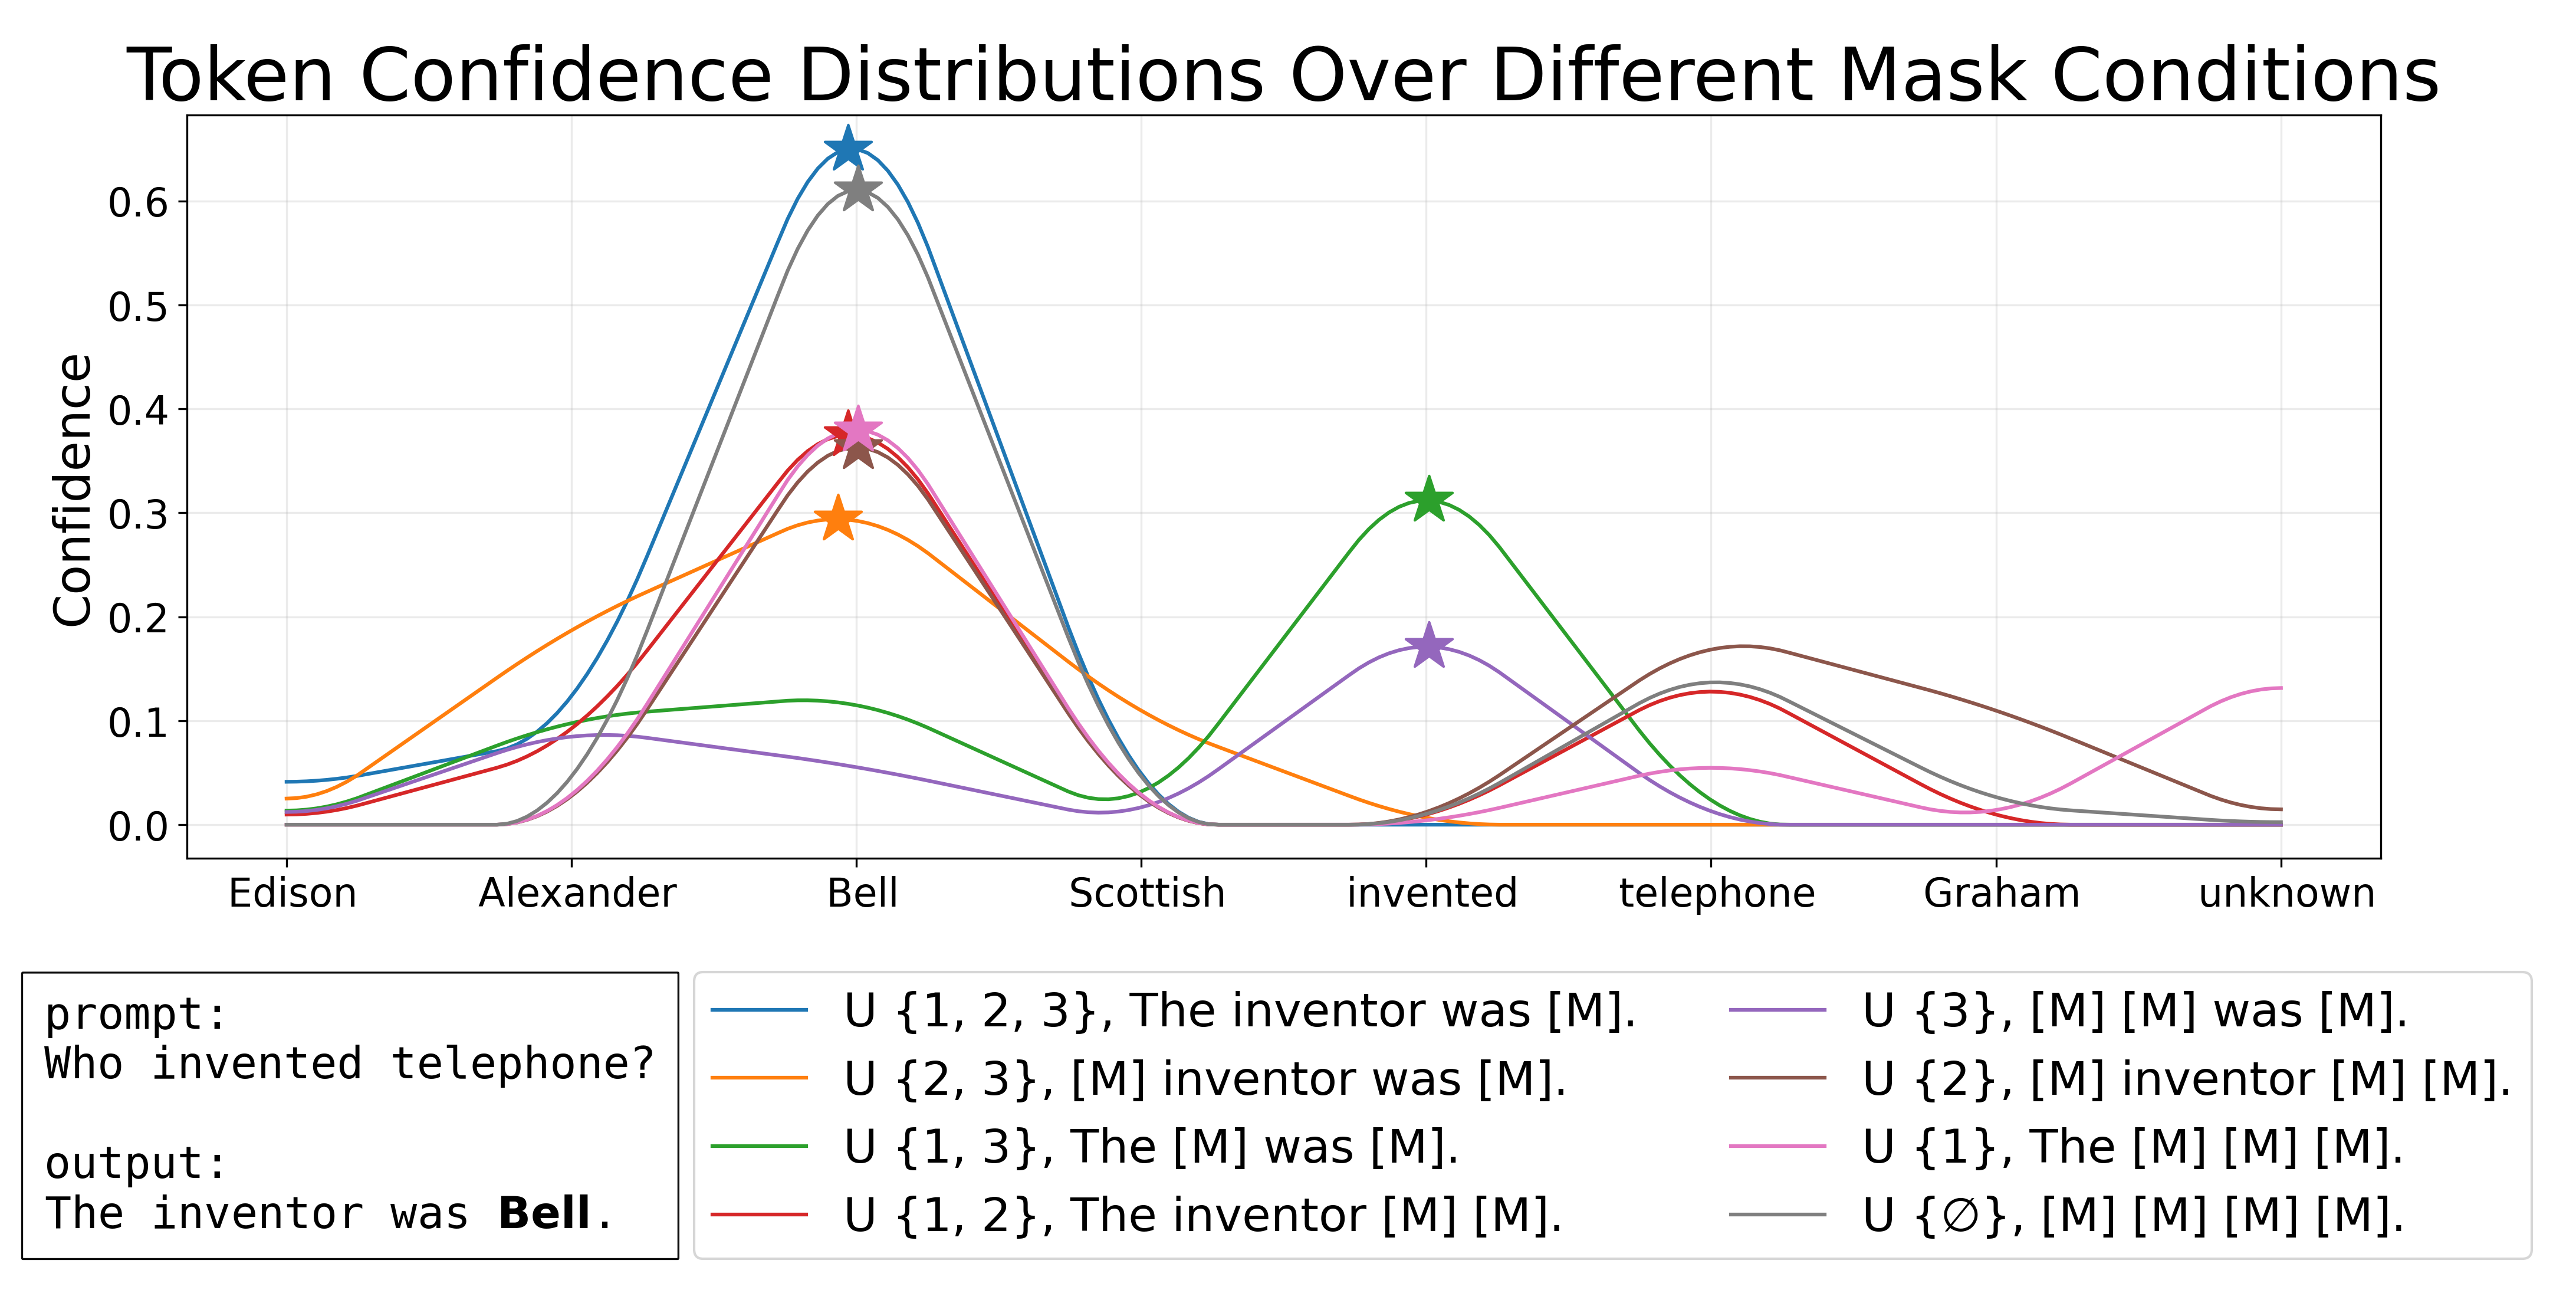 Token Confidence Distributions Over Different Mask Conditions
Confidence
0.6
0.5
0.4
0.3
0.2
0.1
0.0
Edison Alexander Bell Scottish invented telephone Graham unknown
prompt:
Who invented telephone?
output:
The inventor was Bell.
U {1, 2, 3}, The inventor was [M].
U {2, 3}, [M] inventor was [M].
U {1, 3}, The [M] was [M].
U {1, 2}, The inventor [M] [M].
U {3}, [M] [M] was [M].
U {2}, [M] inventor [M] [M].
U {1}, The [M] [M] [M].
U {∅}, [M] [M] [M] [M].